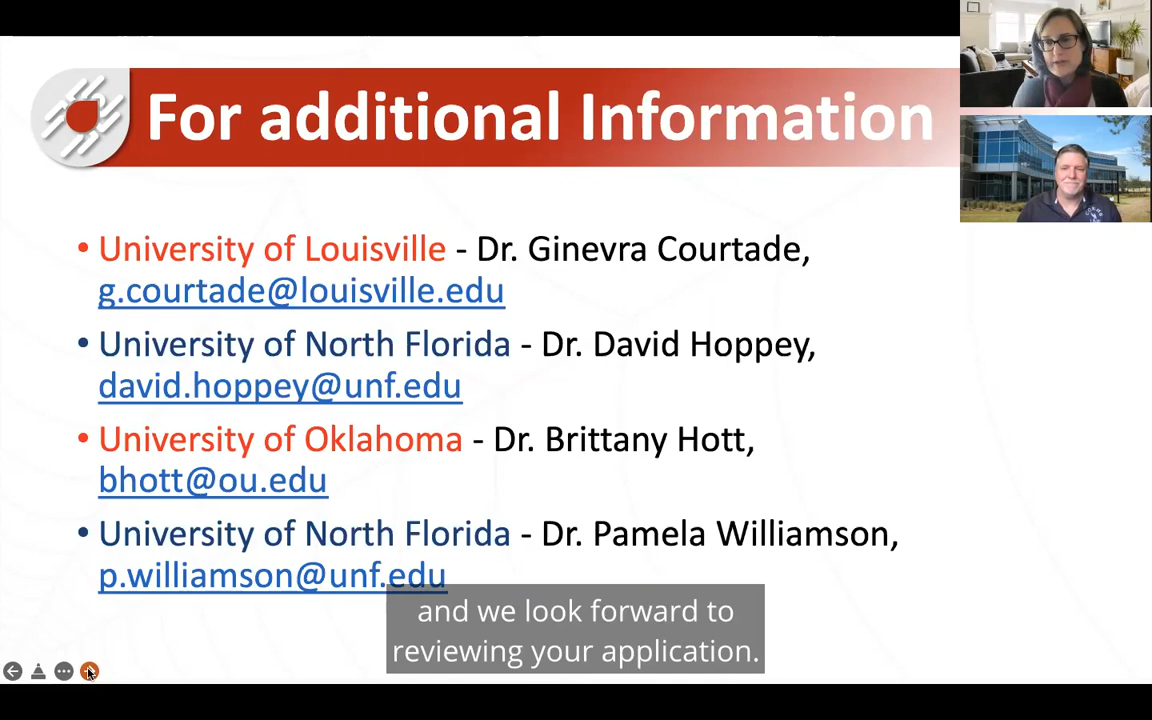 For additional Information
• University of Louisville - Dr. Ginevra Courtade,
g.courtade@louisville.edu
• University of North Florida - Dr. David Hoppey,
david.hoppey@unf.edu
• University of Oklahoma - Dr. Brittany Hott,
bhott@ou.edu
• University of North Florida - Dr. Pamela Williamson,
p.williamson@unf.edu
and we look forward to
reviewing your application.